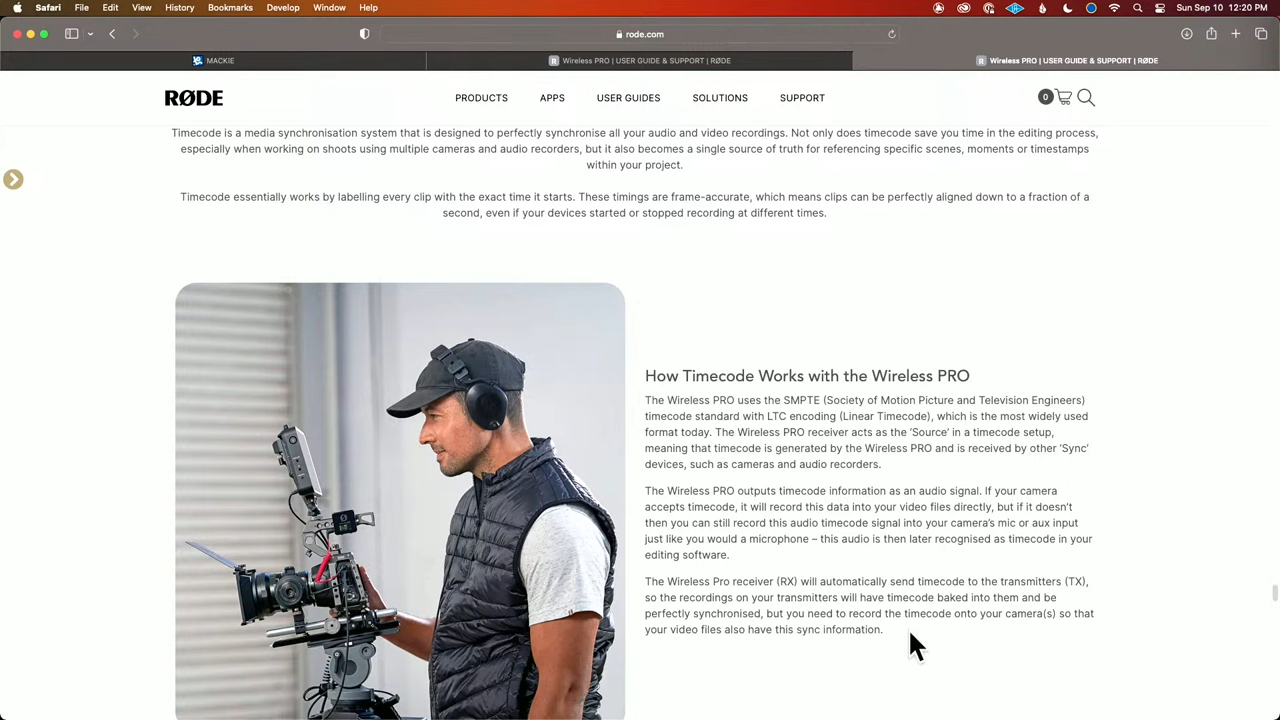 Safari File Edit View History Bookmarks Develop Window Help
Sun Sep 10 12:20 PM
rode.com
MACKIE
Wireless PRO | USER GUIDE & SUPPORT | RØDE
Wireless PRO | USER GUIDE & SUPPORT | RØDE
RØDE
PRODUCTS APPS USER GUIDES SOLUTIONS SUPPORT
0
Timecode is a media synchronisation system that is designed to perfectly synchronise all your audio and video recordings. Not only does timecode save you time in the editing process,
especially when working on shoots using multiple cameras and audio recorders, but it also becomes a single source of truth for referencing specific scenes, moments or timestamps
within your project.
Timecode essentially works by labelling every clip with the exact time it starts. These timings are frame-accurate, which means clips can be perfectly aligned down to a fraction of a
second, even if your devices started or stopped recording at different times.
How Timecode Works with the Wireless PRO
The Wireless PRO uses the SMPTE (Society of Motion Picture and Television Engineers)
timecode standard with LTC encoding (Linear Timecode), which is the most widely used
format today. The Wireless PRO receiver acts as the ‘Source’ in a timecode setup,
meaning that timecode is generated by the Wireless PRO and is received by other ‘Sync’
devices, such as cameras and audio recorders.
The Wireless PRO outputs timecode information as an audio signal. If your camera
accepts timecode, it will record this data into your video files directly, but if it doesn’t
then you can still record this audio timecode signal into your camera’s mic or aux input
just like you would a microphone – this audio is then later recognised as timecode in your
editing software.
The Wireless Pro receiver (RX) will automatically send timecode to the transmitters (TX),
so the recordings on your transmitters will have timecode baked into them and be
perfectly synchronised, but you need to record the timecode onto your camera(s) so that
your video files also have this sync information.